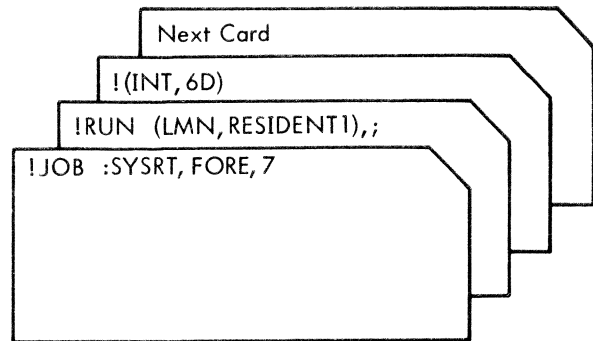 Next Card
!(INT,6D)
!RUN (LMN,RESIDENT1),;
!JOB :SYSRT,FORE,7